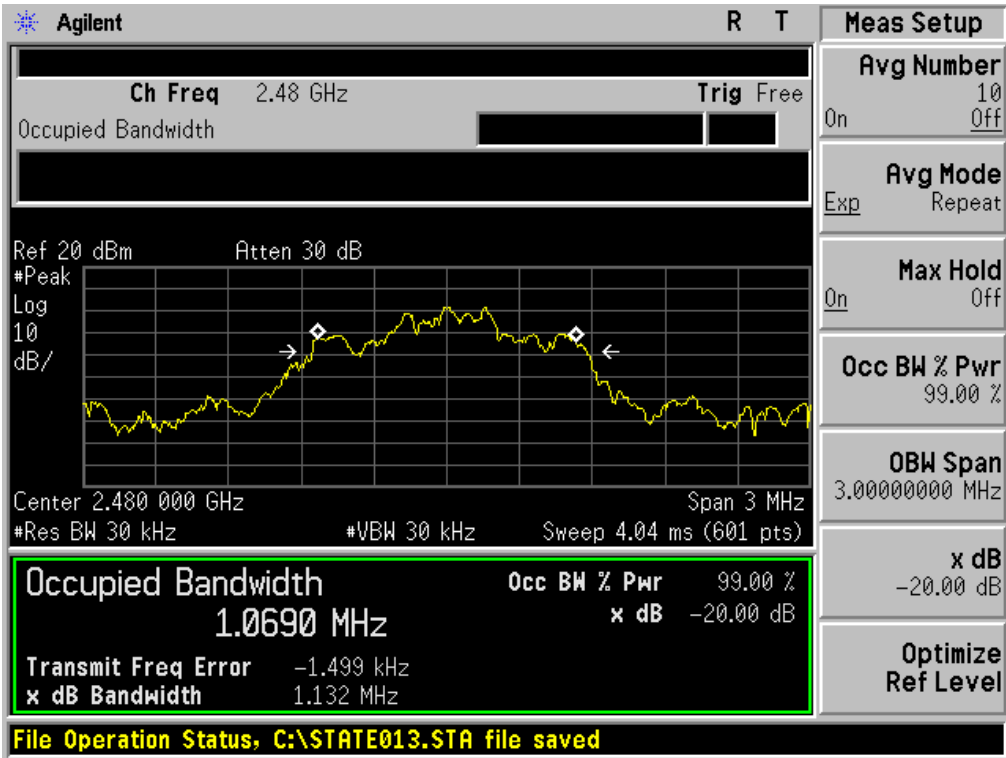 Agilent R T
Ch Freq 2.48 GHz Trig Free
Occupied Bandwidth
Ref 20 dBm Atten 30 dB
#Peak
Log
10
dB/
Center 2.480 000 GHz Span 3 MHz
#Res BW 30 kHz #VBW 30 kHz Sweep 4.04 ms (601 pts)
Occupied Bandwidth
1.0690 MHz
Occ BW % Pwr 99.00 %
x dB -20.00 dB
Transmit Freq Error -1.499 kHz
x dB Bandwidth 1.132 MHz
File Operation Status, C:\STATE013.STA file saved
Meas Setup
Avg Number
10
On Off
Avg Mode
Exp Repeat
Max Hold
On Off
Occ BW % Pwr
99.00 %
OBW Span
3.00000000 MHz
x dB
-20.00 dB
Optimize
Ref Level